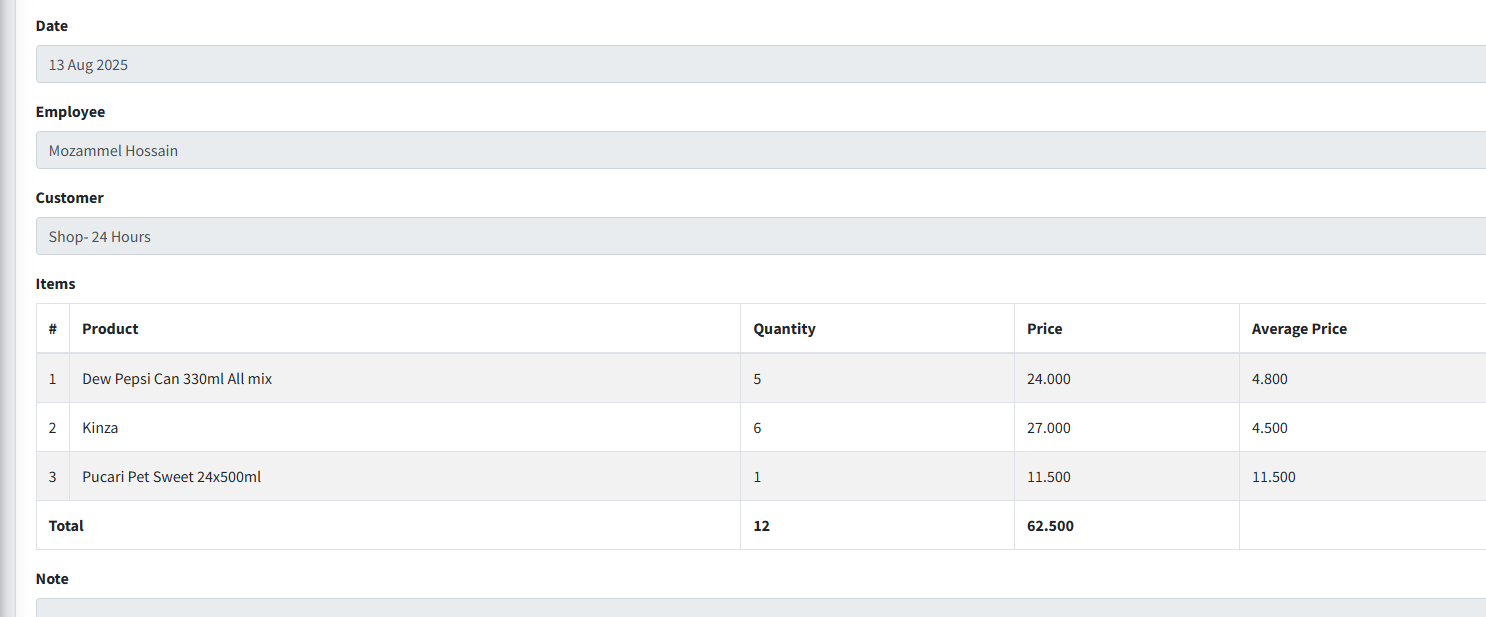 Date
13 Aug 2025
Employee
Mozammel Hossain
Customer
Shop- 24 Hours
Items
# Product Quantity Price Average Price
1 Dew Pepsi Can 330ml All mix 5 24.000 4.800
2 Kinza 6 27.000 4.500
3 Pucari Pet Sweet 24x500ml 1 11.500 11.500
Total 12 62.500
Note